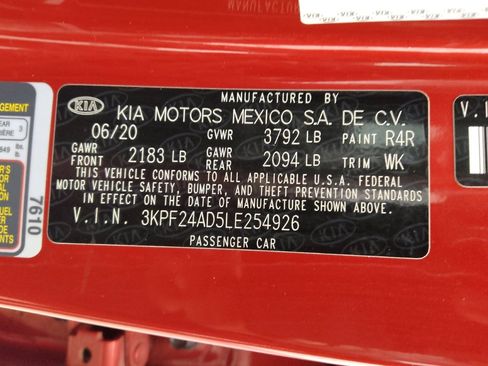 MANUFACTURED BY
KIA KIA MOTORS MEXICO S.A. DE C.V.
06/20 GVWR 3792 LB PAINT R4R
GAWR FRONT 2183 LB GAWR REAR 2094 LB TRIM WK
THIS VEHICLE CONFORMS TO ALL APPLICABLE U.S.A. FEDERAL
MOTOR VEHICLE SAFETY, BUMPER, AND THEFT PREVENTION STANDARDS
IN EFFECT ON THE DATE OF MANUFACTURE SHOWN ABOVE.
V.I.N. 3KPF24AD5LE254926
PASSENGER CAR
7610
V.I.